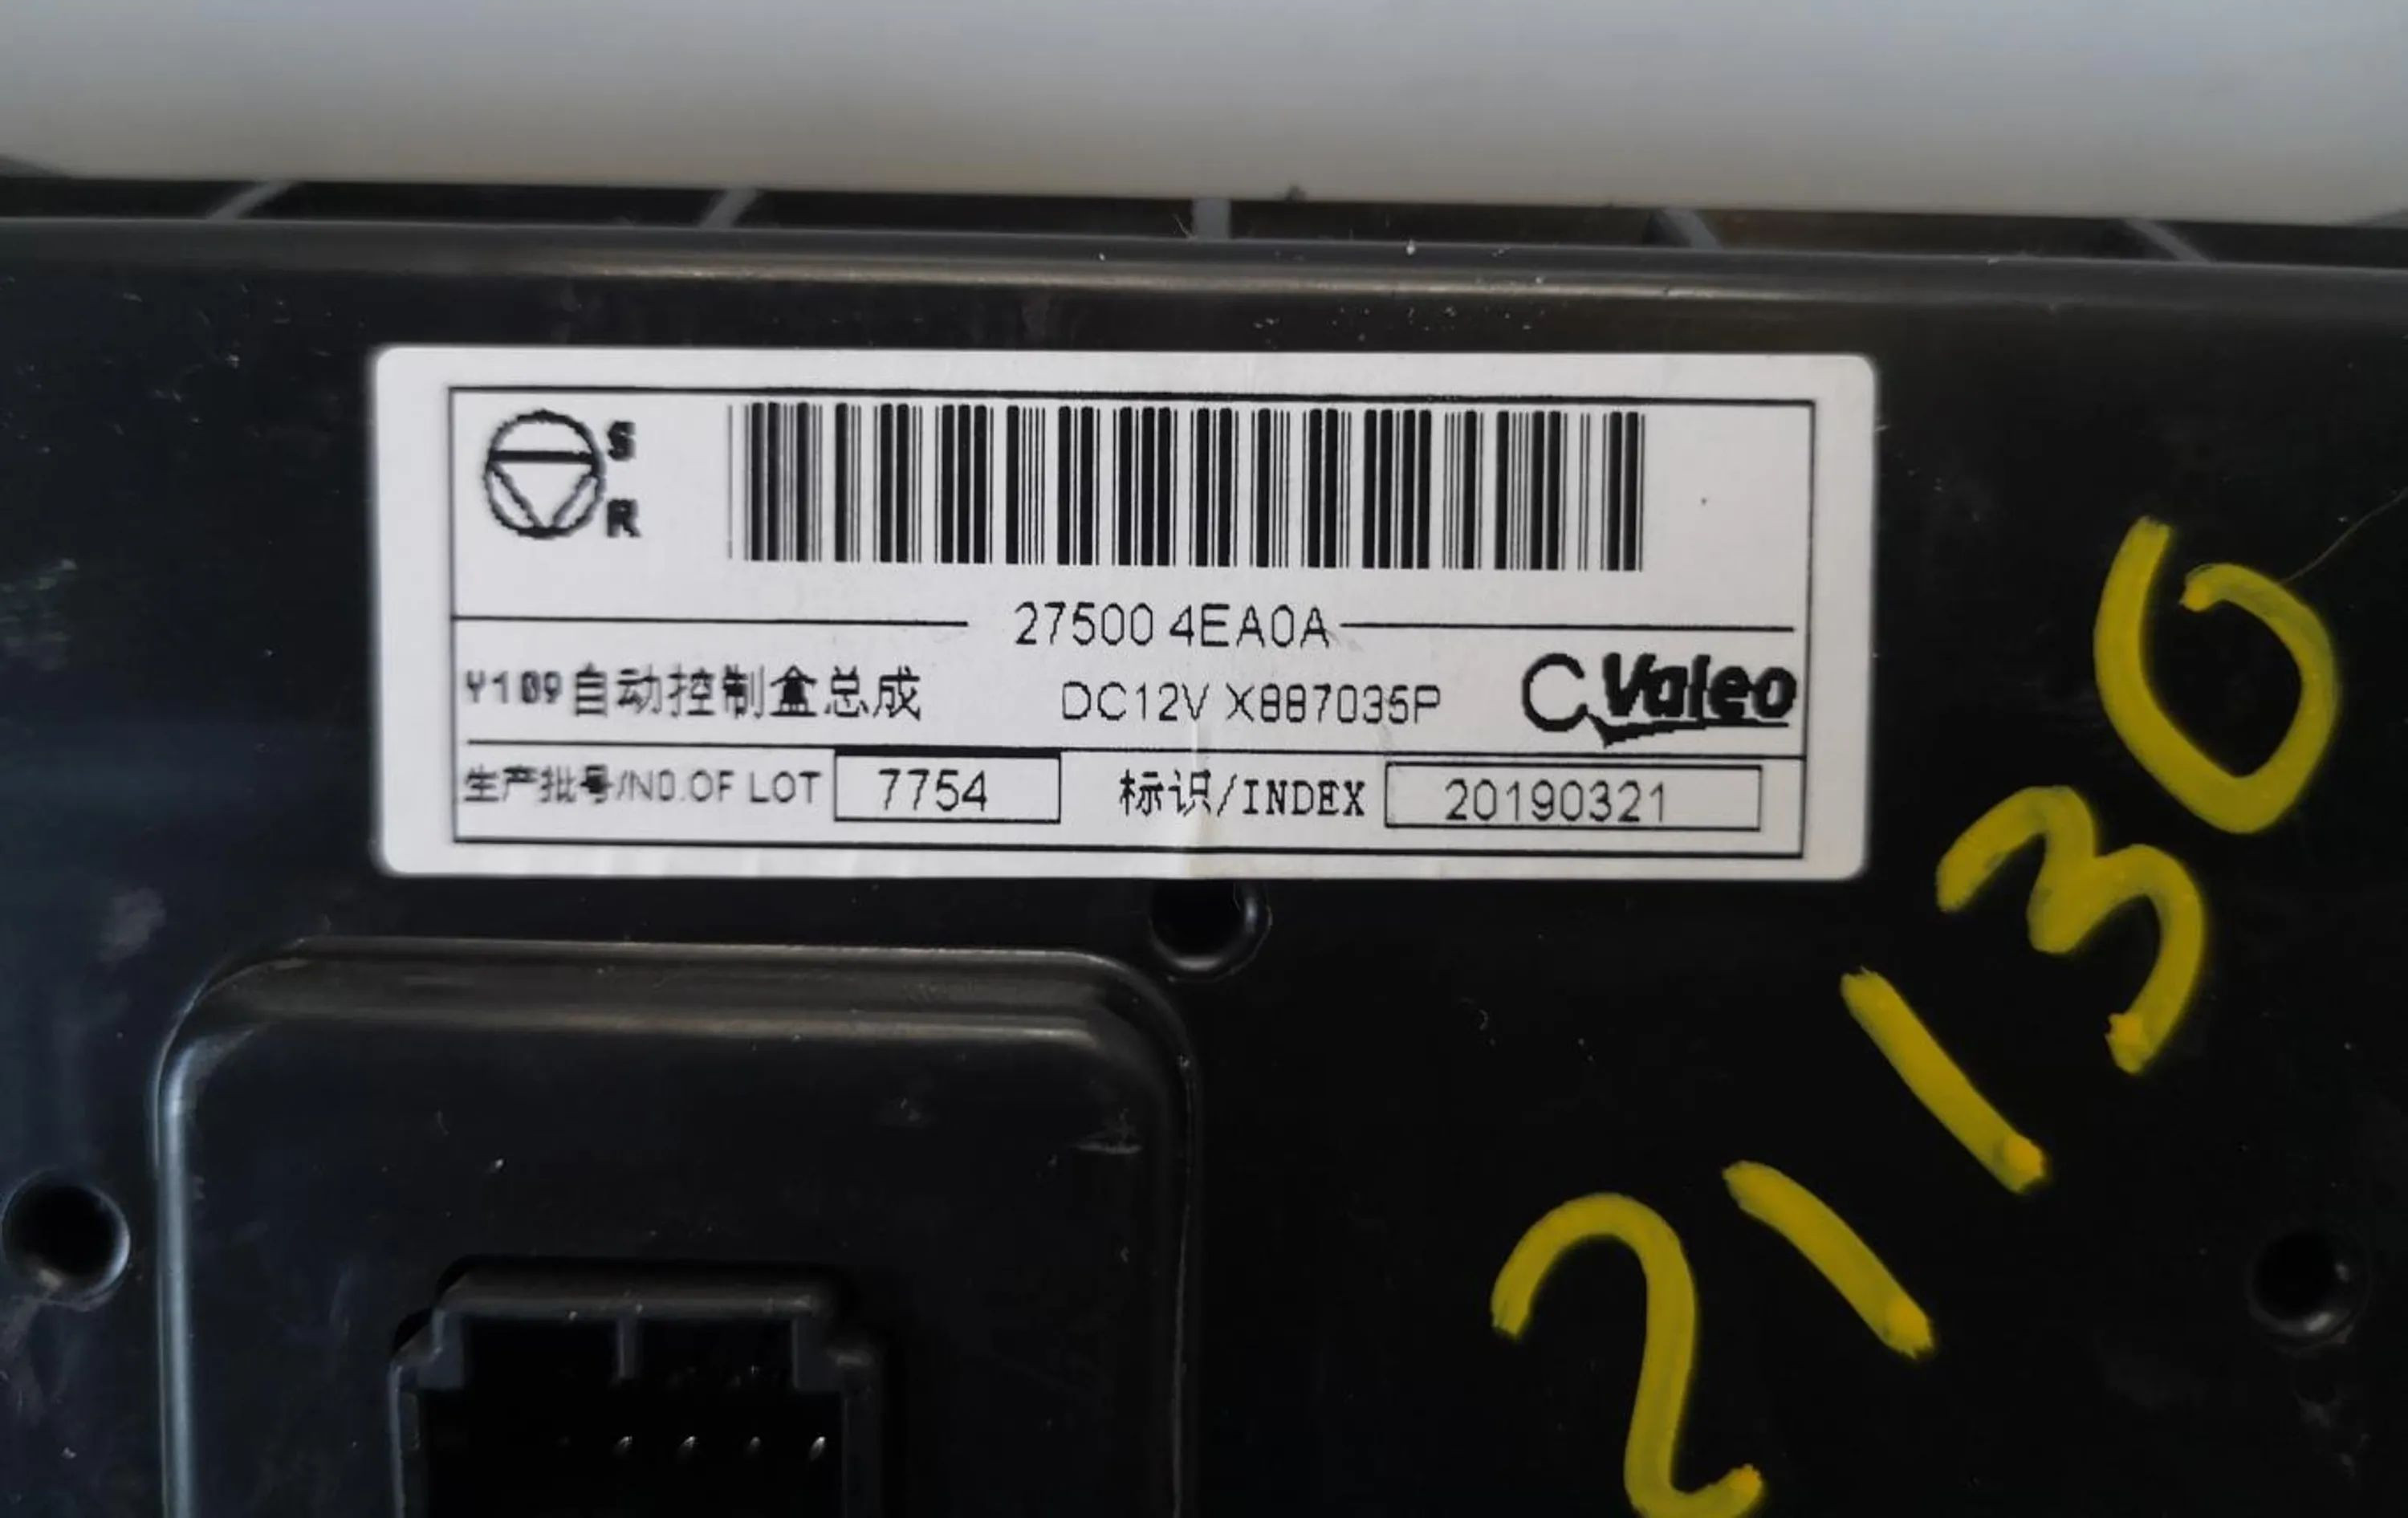 S
R
27500 4EA0A
Y109自动控制盒总成 DC12V X887035P Valeo
生产批号/NO.OF LOT 7754 标识/INDEX 20190321
21130